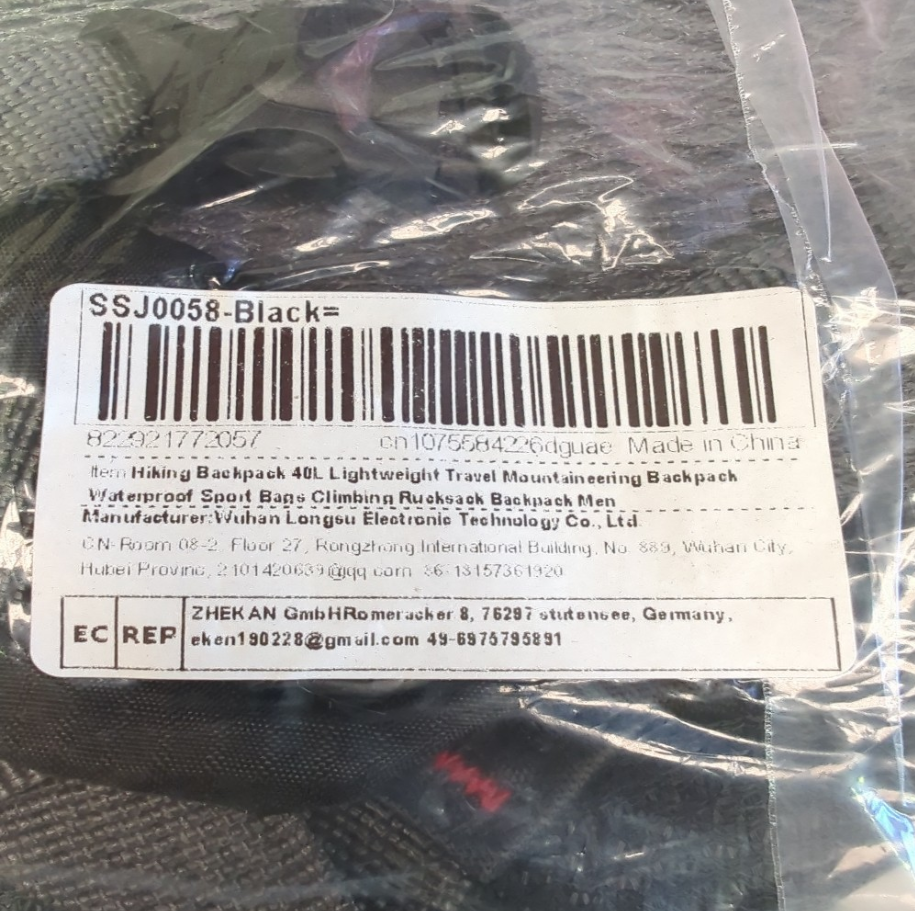 SSJ0058-Black=
822921772057 cn1075584226dguae Made in China
Item Hiking Backpack 40L Lightweight Travel Mountaineering Backpack
Waterproof Sport Bags Climbing Rucksack Backpack Men
Manufacturer:Wuhan Longsu Electronic Technology Co., Ltd.
CN-Room 08-2, Floor 27, Rongzhong International Building, No. 889, Wuhan City,
Hubei Provinc, 2101420639@qq.com 86-13157361920
EC REP
ZHEKAN GmbHRomeracker 8, 76297 stutensee, Germany,
eken190228@gmail.com 49-6975795891